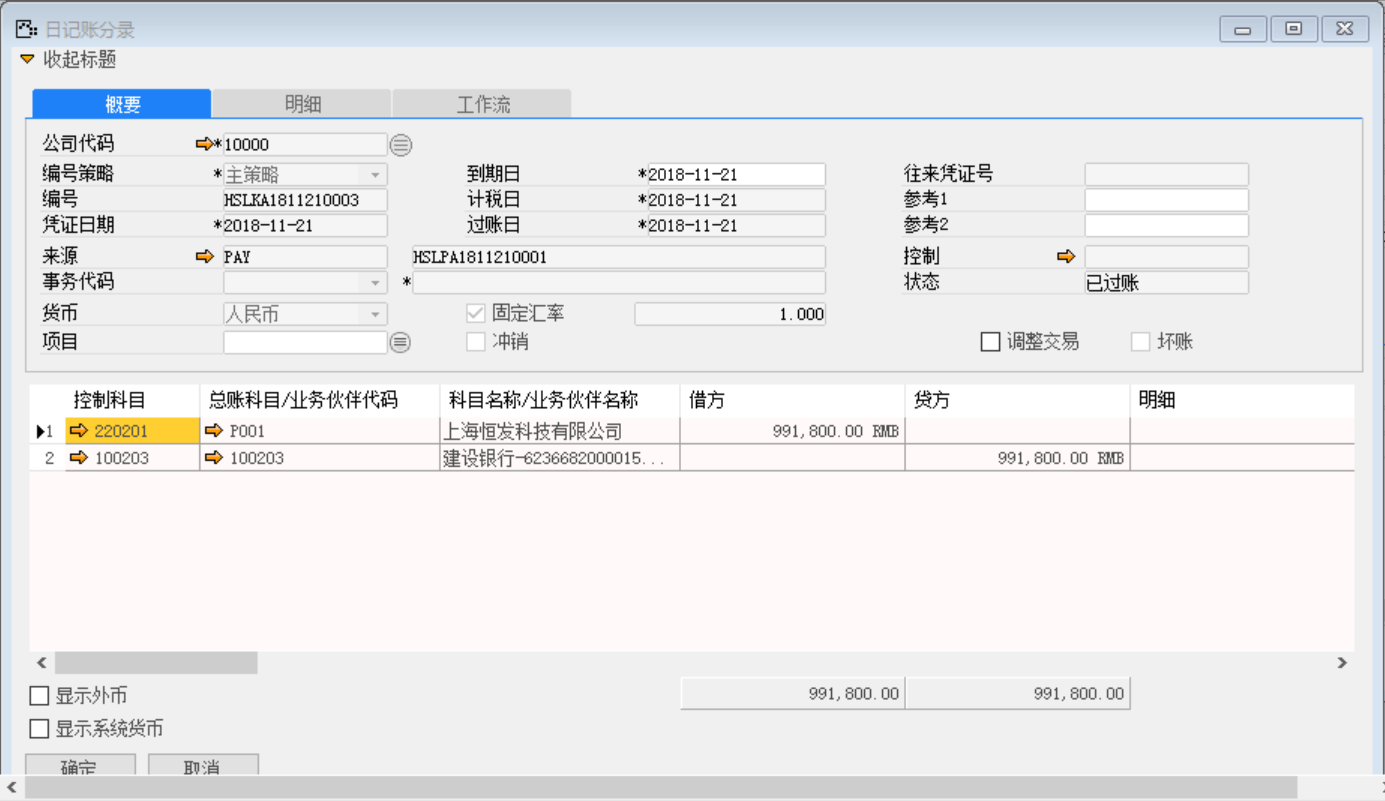 日记账分录
收起标题
概要 明细 工作流
公司代码 *10000
编号策略 *主策略 到期日 *2018-11-21 往来凭证号
编号 HSLKA1811210003 计税日 *2018-11-21 参考1
凭证日期 *2018-11-21 过账日 *2018-11-21 参考2
来源 PAY HSLPA1811210001 控制
事务代码 * 状态 已过账
货币 人民币 固定汇率 1.000
项目 冲销 调整交易 坏账
控制科目 总账科目/业务伙伴代码 科目名称/业务伙伴名称 借方 贷方 明细
1 220201 P001 上海恒发科技有限公司 991,800.00 RMB
2 100203 100203 建设银行-6236682000015... 991,800.00 RMB
显示外币 991,800.00 991,800.00
显示系统货币
确定 取消